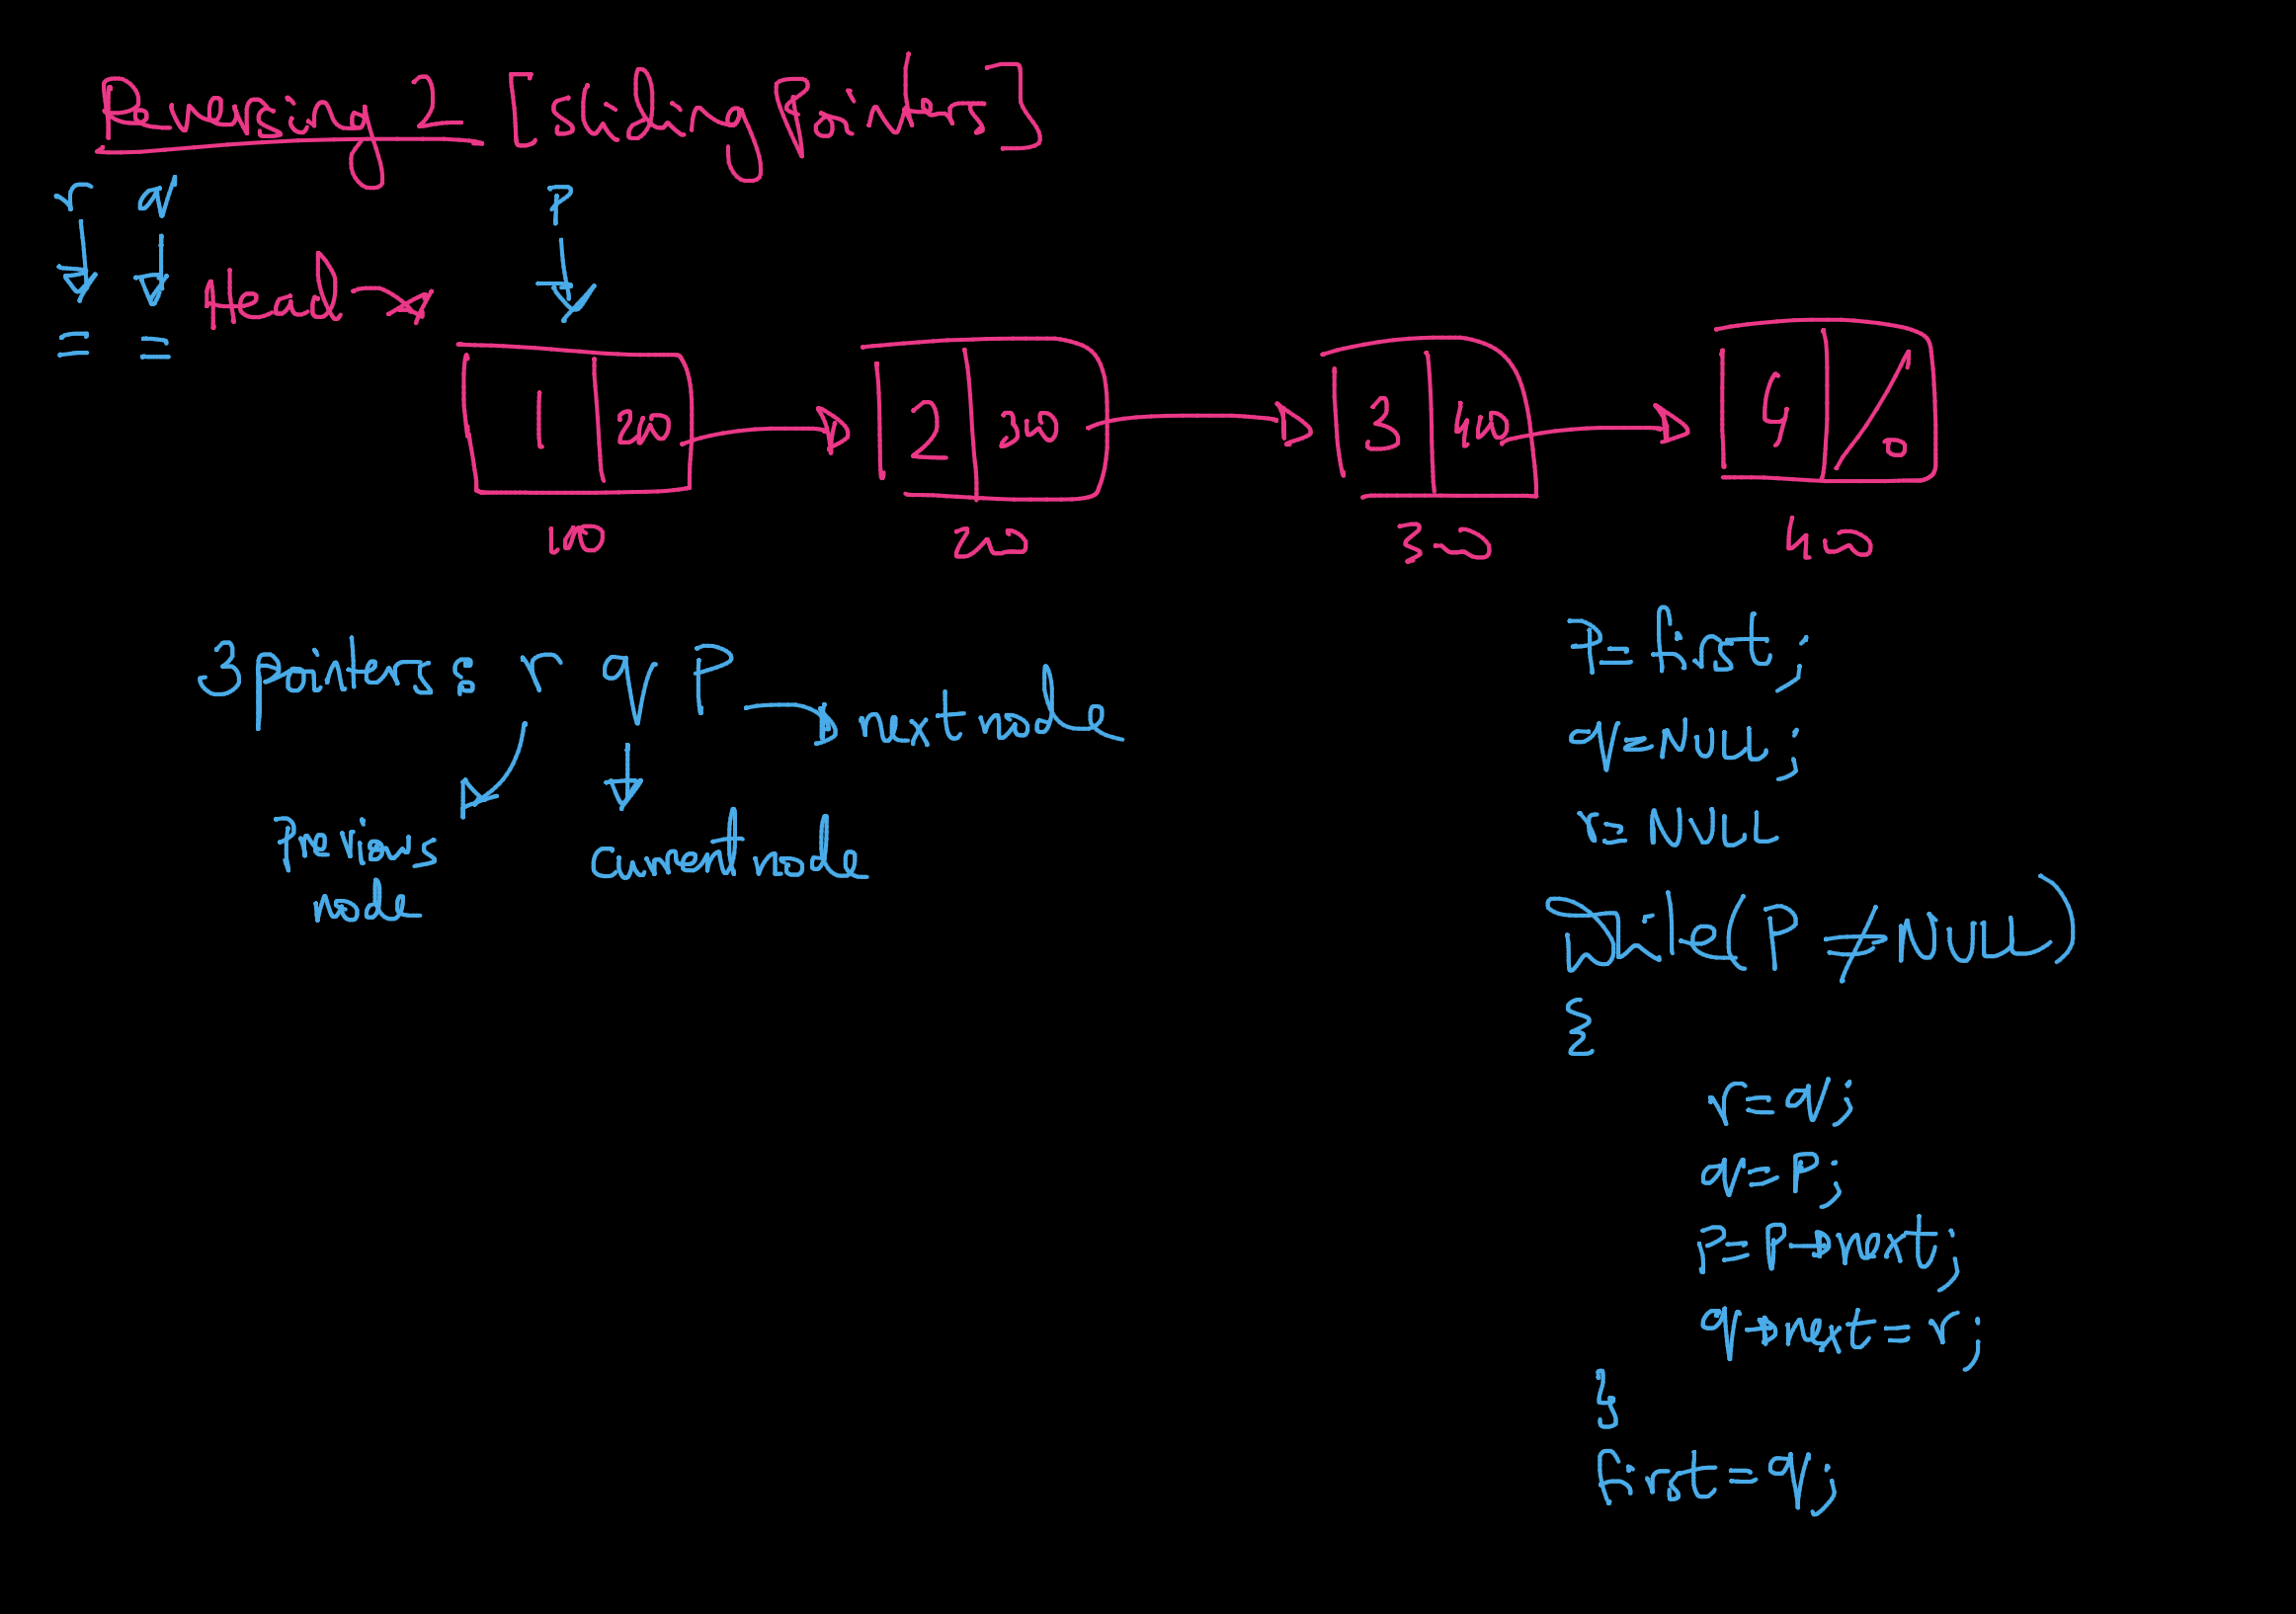 Reversing 2 [Sliding Pointers]
r q P
Head →
1 200 → 2 300 → 3 400 → 4 0
100 200 300 400
3 pointers : r q P → next node
Previous node
current node
P = first ;
q = NULL ;
r = NULL
while (P ≠ NULL)
{
r = q ;
q = P ;
P = P → next ;
q → next = r ;
}
first = q ;